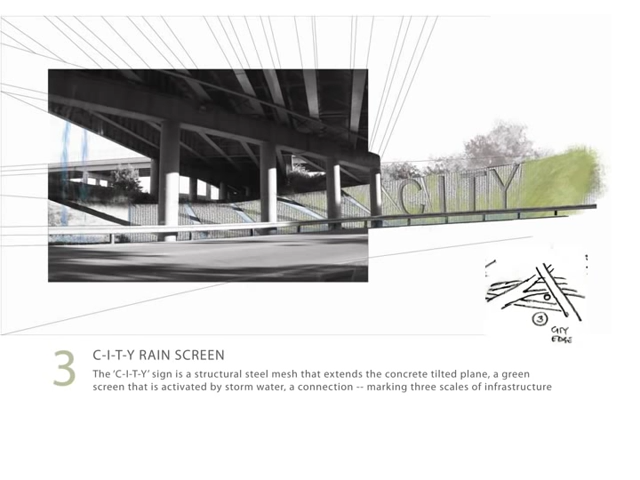 CITY
3
CITY
EDGE
3
C-I-T-Y RAIN SCREEN
The 'C-I-T-Y' sign is a structural steel mesh that extends the concrete tilted plane, a green
screen that is activated by storm water, a connection -- marking three scales of infrastructure